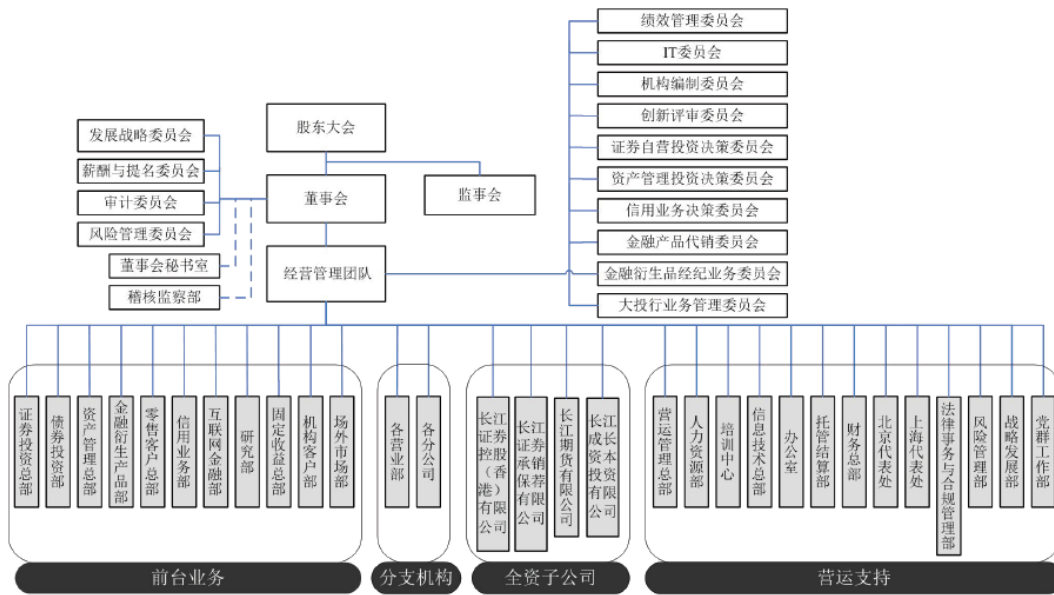 绩效管理委员会
IT委员会
机构编制委员会
创新评审委员会
证券自营投资决策委员会
资产管理投资决策委员会
信用业务决策委员会
金融产品代销委员会
金融衍生品经纪业务委员会
大投行业务管理委员会
股东大会
董事会
监事会
经营管理团队
发展战略委员会
薪酬与提名委员会
审计委员会
风险管理委员会
董事会秘书室
稽核监察部
证券投资总部
债券投资部
资产管理总部
金融衍生产品部
零售客户总部
信用业务部
互联网金融部
研究部
固定收益总部
机构客户部
场外市场部
前台业务
各营业部
各分公司
分支机构
长江证券控股（香港）有限公司
长江证券承销保荐有限公司
长江期货有限公司
长江成长资本投资有限公司
全资子公司
营运管理总部
人力资源部
培训中心
信息技术总部
办公室
托管结算部
财务总部
北京代表处
上海代表处
法律事务与合规管理部
风险管理部
战略发展部
党群工作部
营运支持